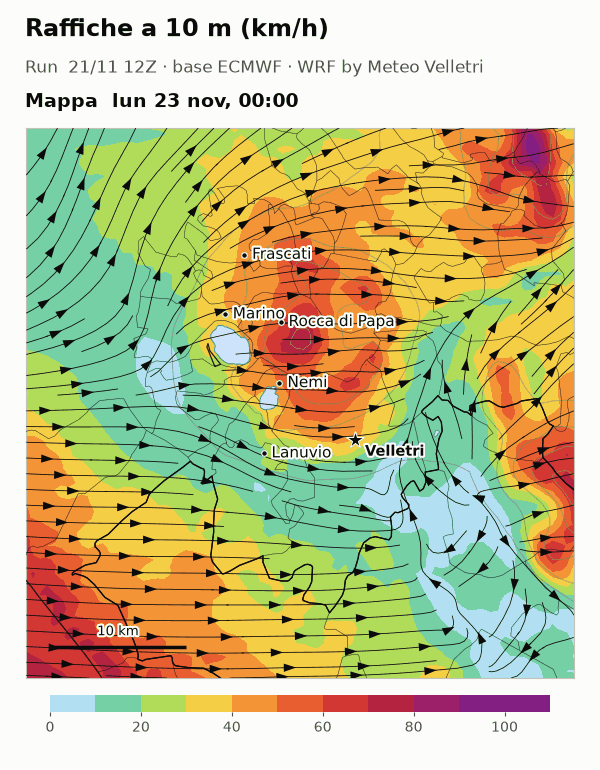 Raffiche a 10 m (km/h)
Run  21/11 12Z · base ECMWF · WRF by Meteo Velletri
Mappa  lun 23 nov, 00:00
Frascati
Marino
Rocca di Papa
Nemi
Velletri
Lanuvio
10 km
0 20 40 60 80 100